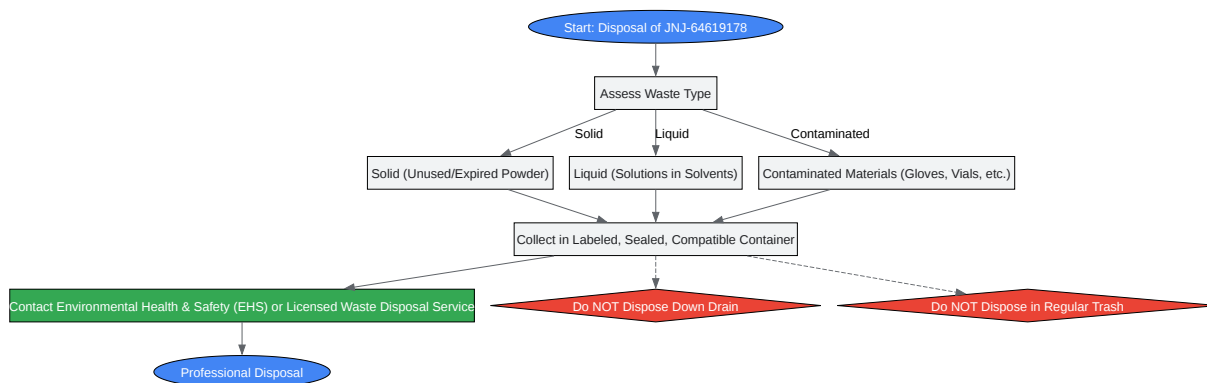 Start: Disposal of JNJ-64619178
Assess Waste Type
Solid
Liquid
Contaminated
Solid (Unused/Expired Powder)
Liquid (Solutions in Solvents)
Contaminated Materials (Gloves, Vials, etc.)
Collect in Labeled, Sealed, Compatible Container
Contact Environmental Health & Safety (EHS) or Licensed Waste Disposal Service
Do NOT Dispose Down Drain
Do NOT Dispose in Regular Trash
Professional Disposal